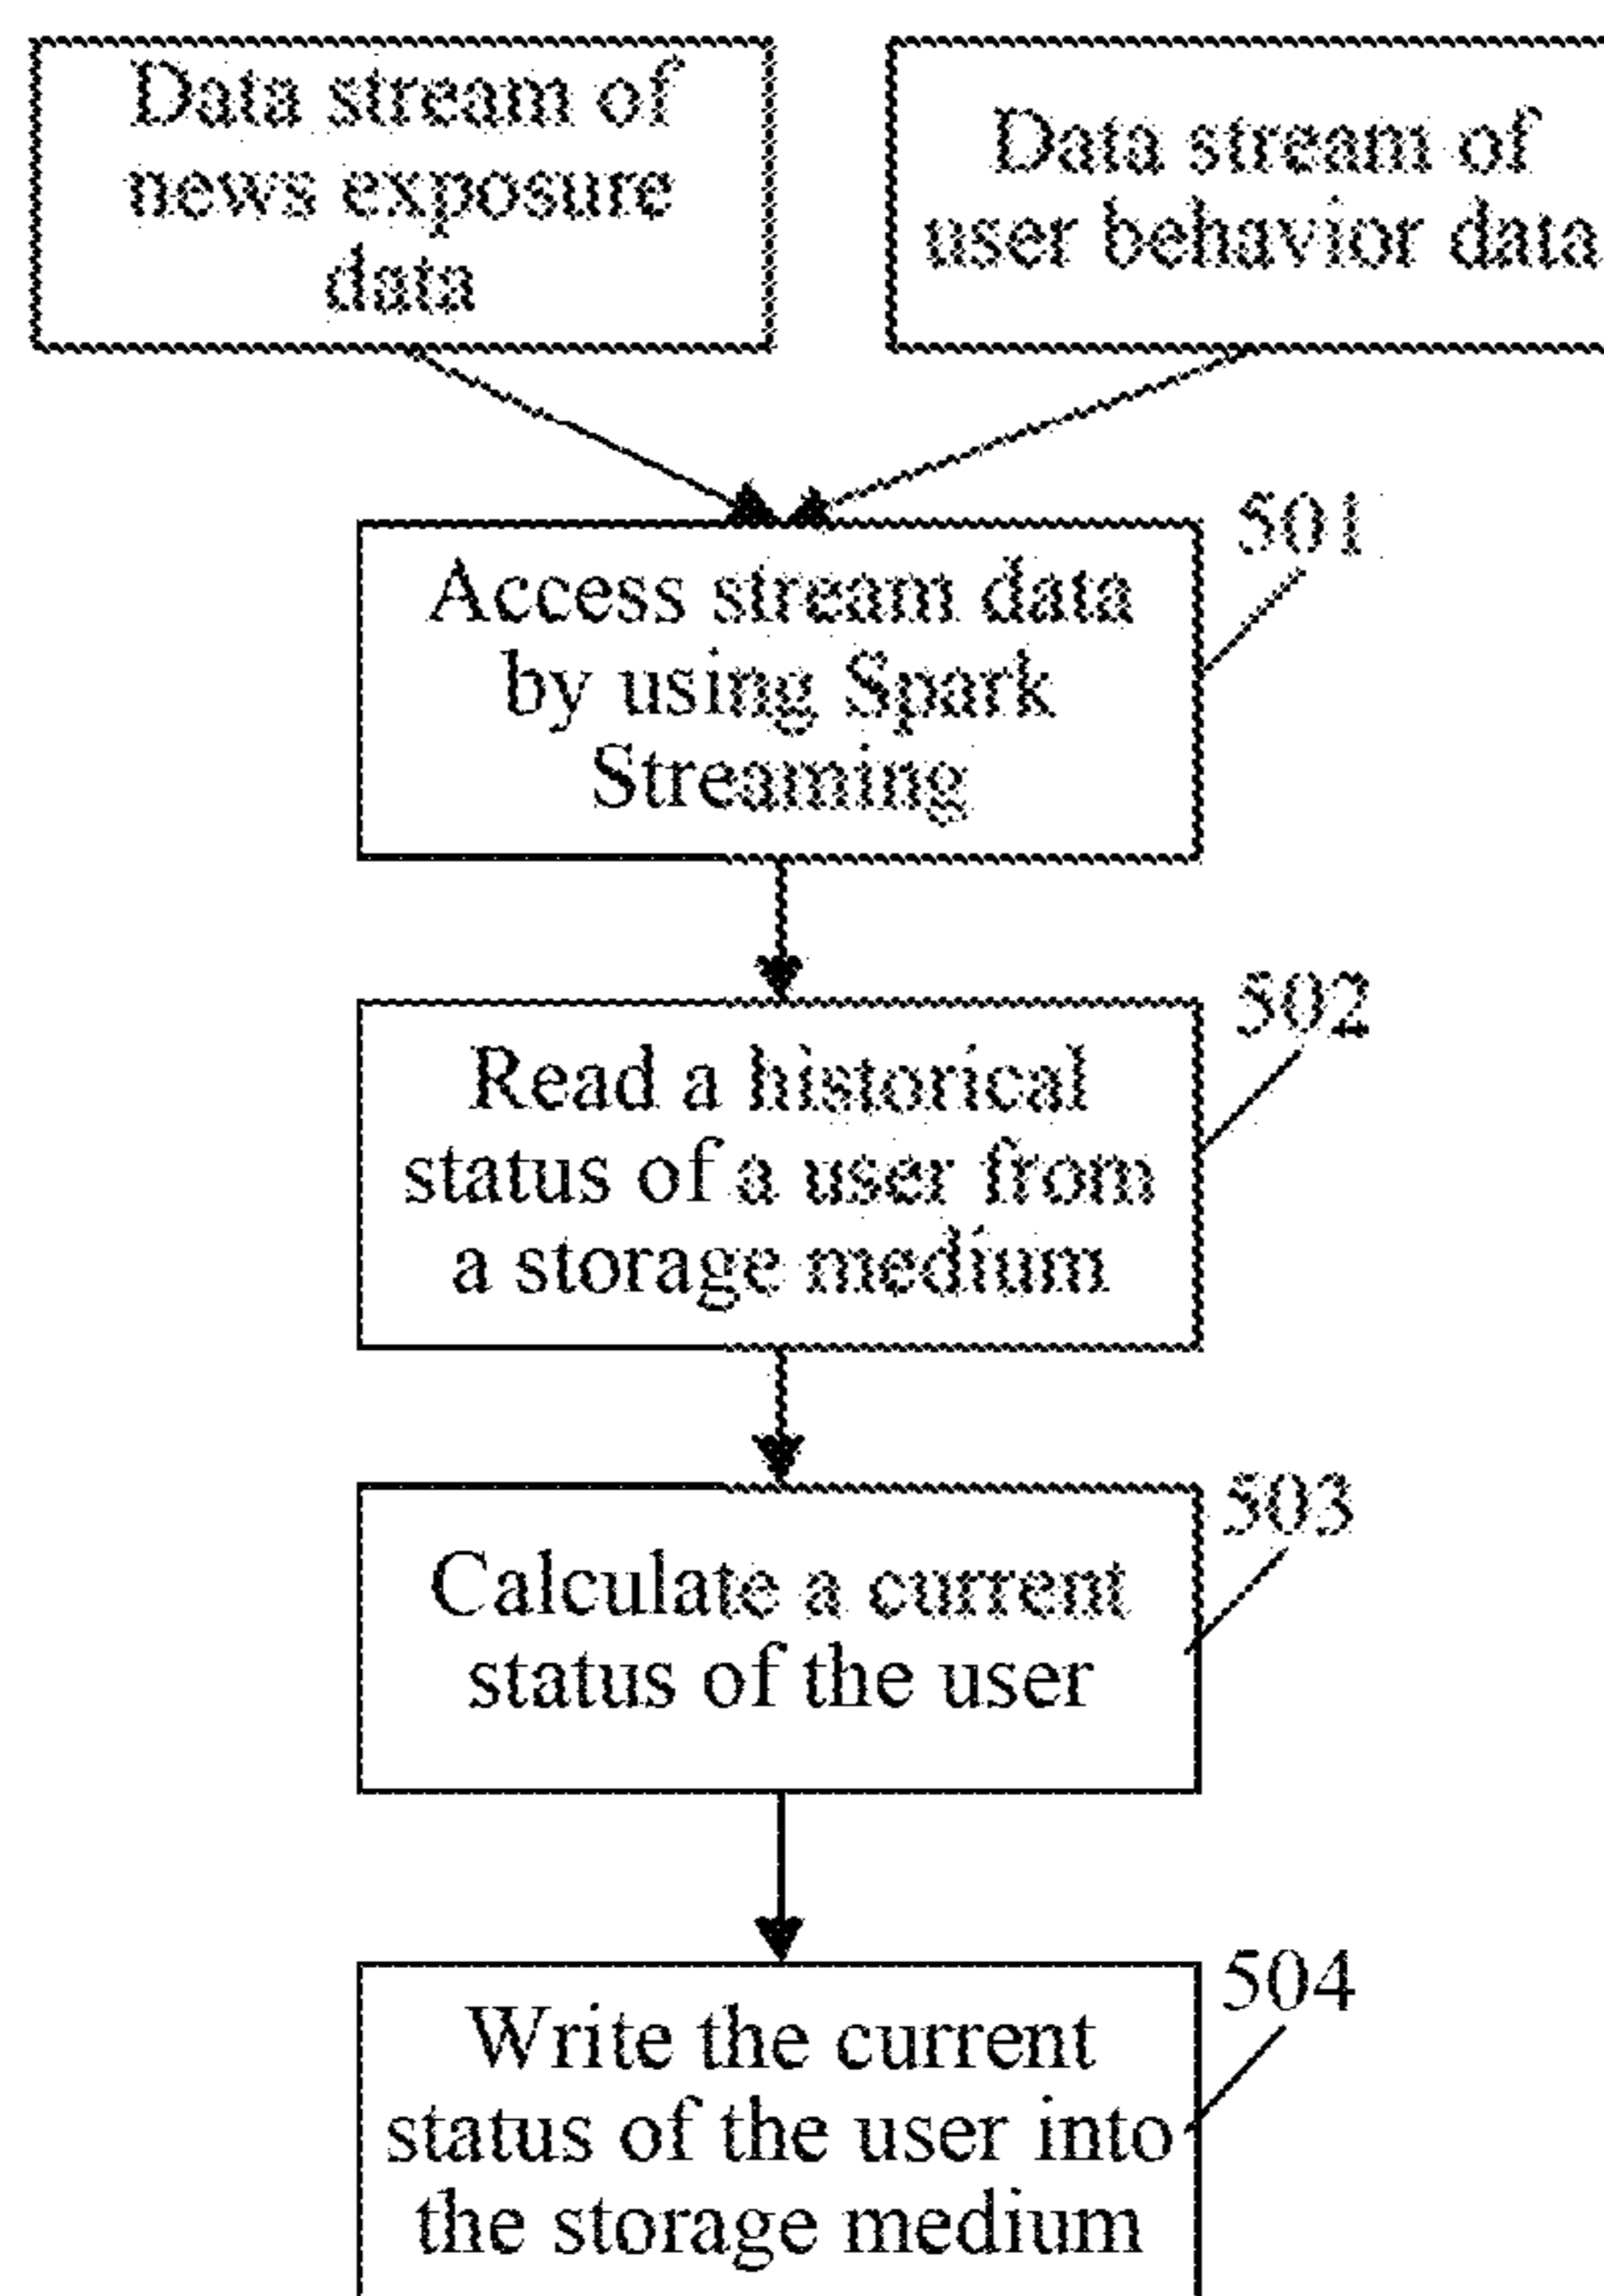 Data stream of
news exposure
data
Data stream of
user behavior data
501
Access stream data
by using Spark
Streaming
502
Read a historical
status of a user from
a storage medium
503
Calculate a current
status of the user
504
Write the current
status of the user into
the storage medium